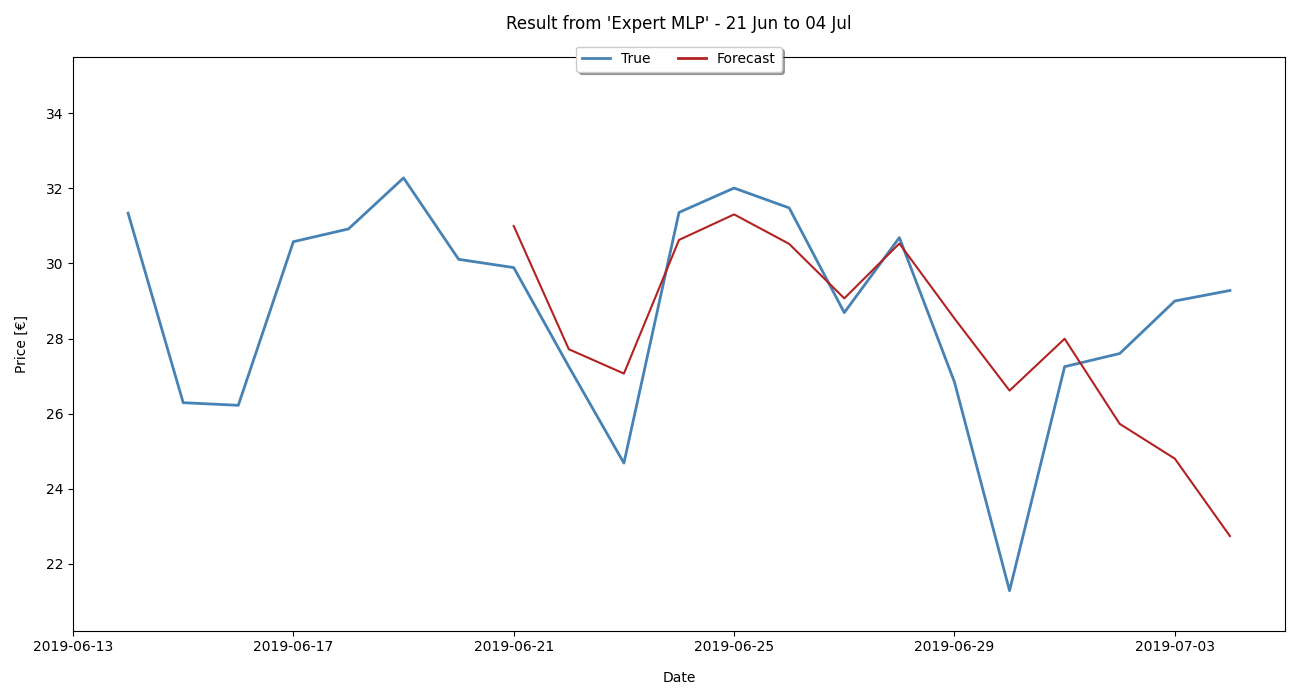 Result from 'Expert MLP' - 21 Jun to 04 Jul
True Forecast
34
32
30
28
26
24
22
Price [€]
2019-06-13 2019-06-17 2019-06-21 2019-06-25 2019-06-29 2019-07-03
Date